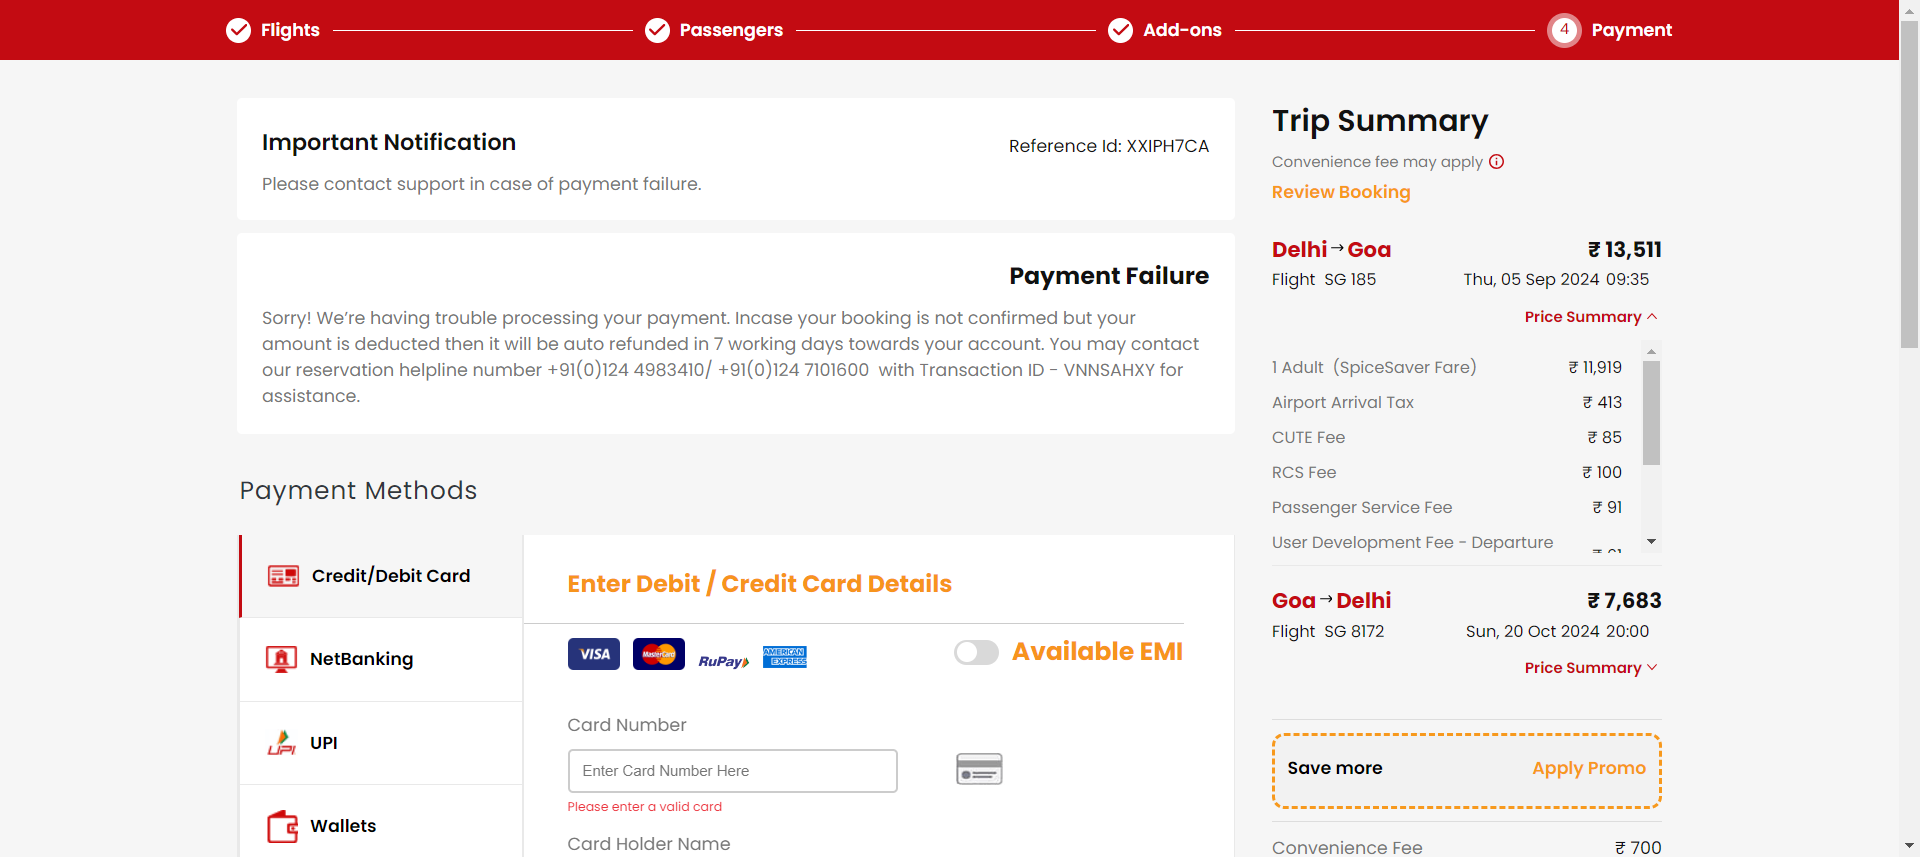 Flights
Passengers
Add-ons
4 Payment
Important Notification
Reference Id: XXIPH7CA
Please contact support in case of payment failure.
Payment Failure
Sorry! We're having trouble processing your payment. Incase your booking is not confirmed but your
amount is deducted then it will be auto refunded in 7 working days towards your account. You may contact
our reservation helpline number +91(0)124 4983410/ +91(0)124 7101600 with Transaction ID - VNNSAHXY for
assistance.
Payment Methods
Credit/Debit Card
NetBanking
UPI UPI
Wallets
Enter Debit / Credit Card Details
VISA
MasterCard
RuPay
AMERICAN
EXPRESS
Available EMI
Card Number
Enter Card Number Here
Please enter a valid card
Card Holder Name
Trip Summary
Convenience fee may apply
Review Booking
Delhi → Goa ₹ 13,511
Flight SG 185 Thu, 05 Sep 2024 09:35
Price Summary
1 Adult (SpiceSaver Fare) ₹ 11,919
Airport Arrival Tax ₹ 413
CUTE Fee ₹ 85
RCS Fee ₹ 100
Passenger Service Fee ₹ 91
User Development Fee - Departure
Goa → Delhi ₹ 7,683
Flight SG 8172 Sun, 20 Oct 2024 20:00
Price Summary
Save more Apply Promo
Convenience Fee ₹ 700